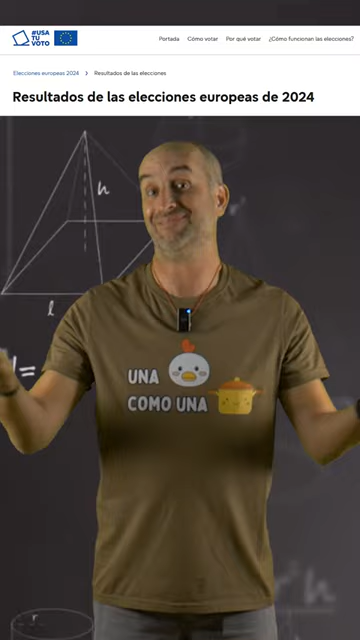 #USA
TU
VOTO
Portada Cómo votar Por qué votar ¿Cómo funcionan las elecciones?
Elecciones europeas 2024 > Resultados de las elecciones
Resultados de las elecciones europeas de 2024
h
l
UNA
COMO UNA
r